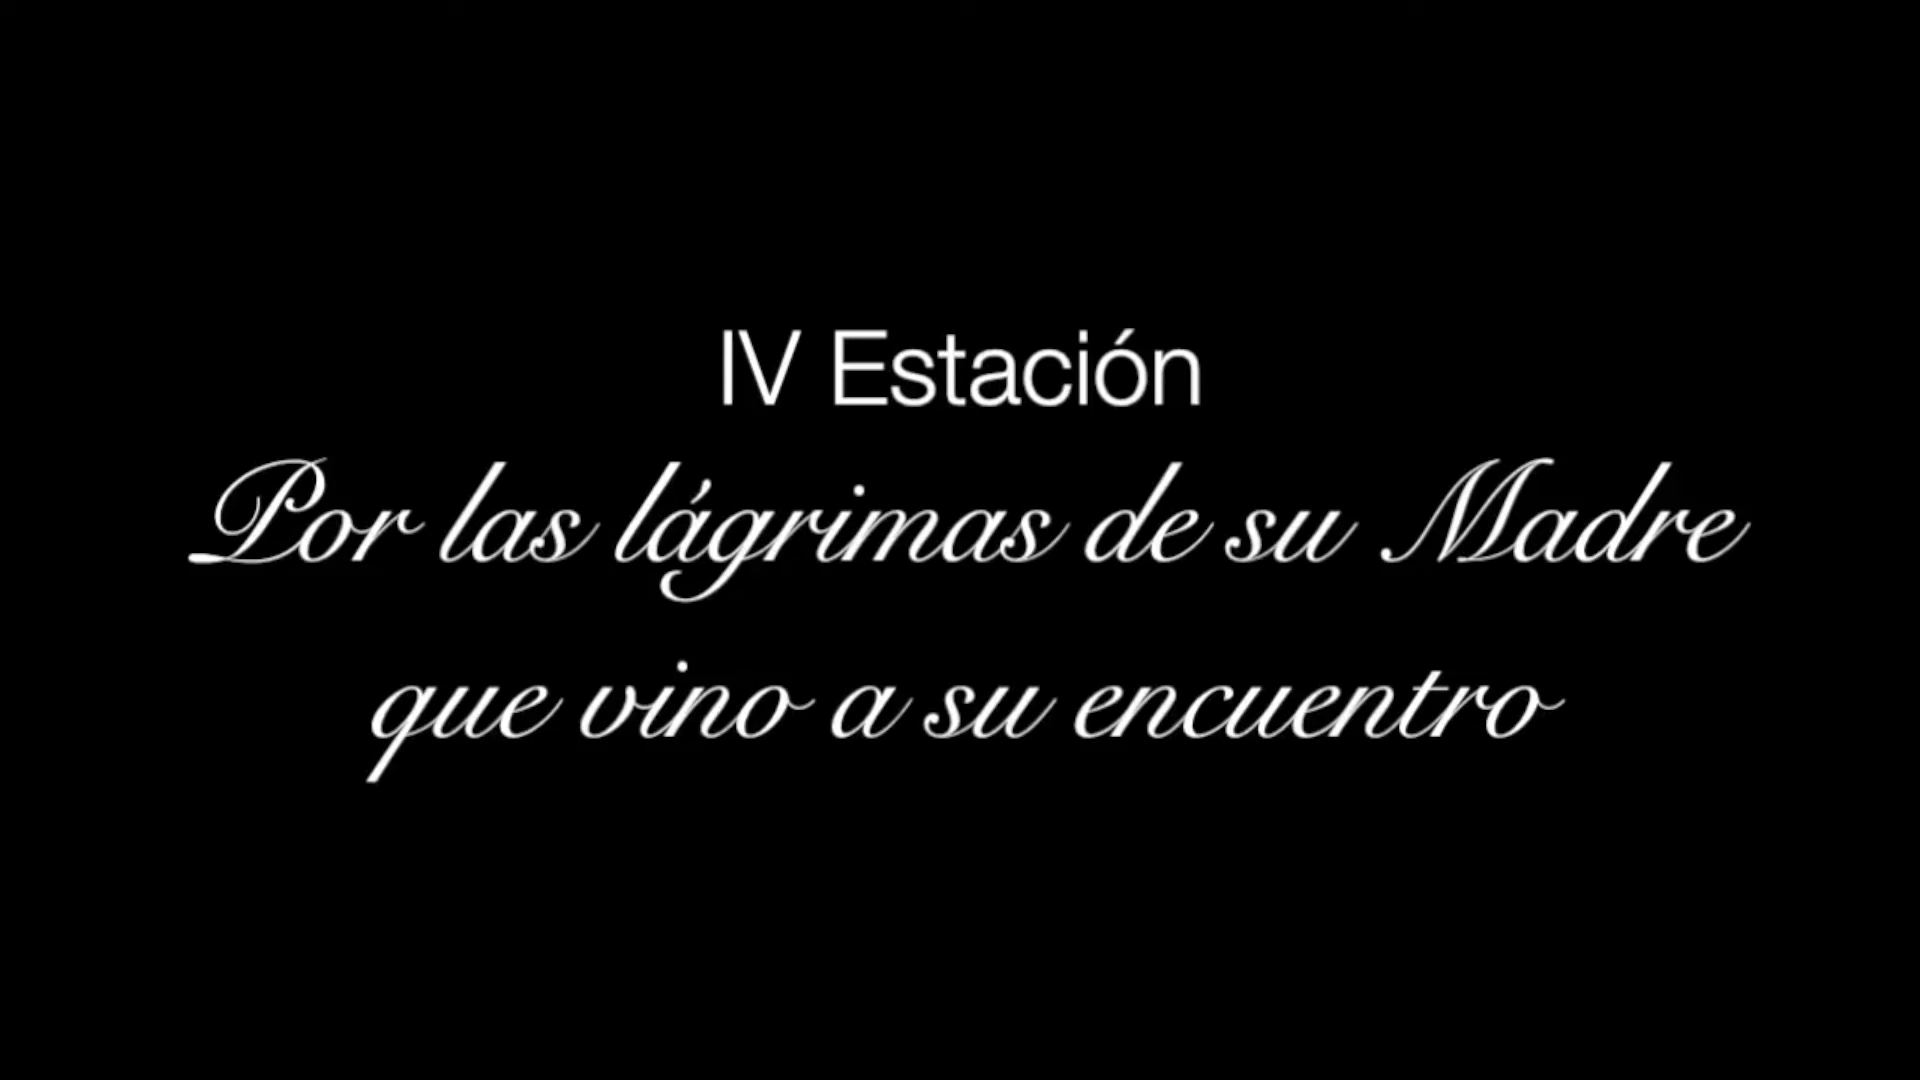 IV Estación
Por las lágrimas de su Madre
que vino a su encuentro